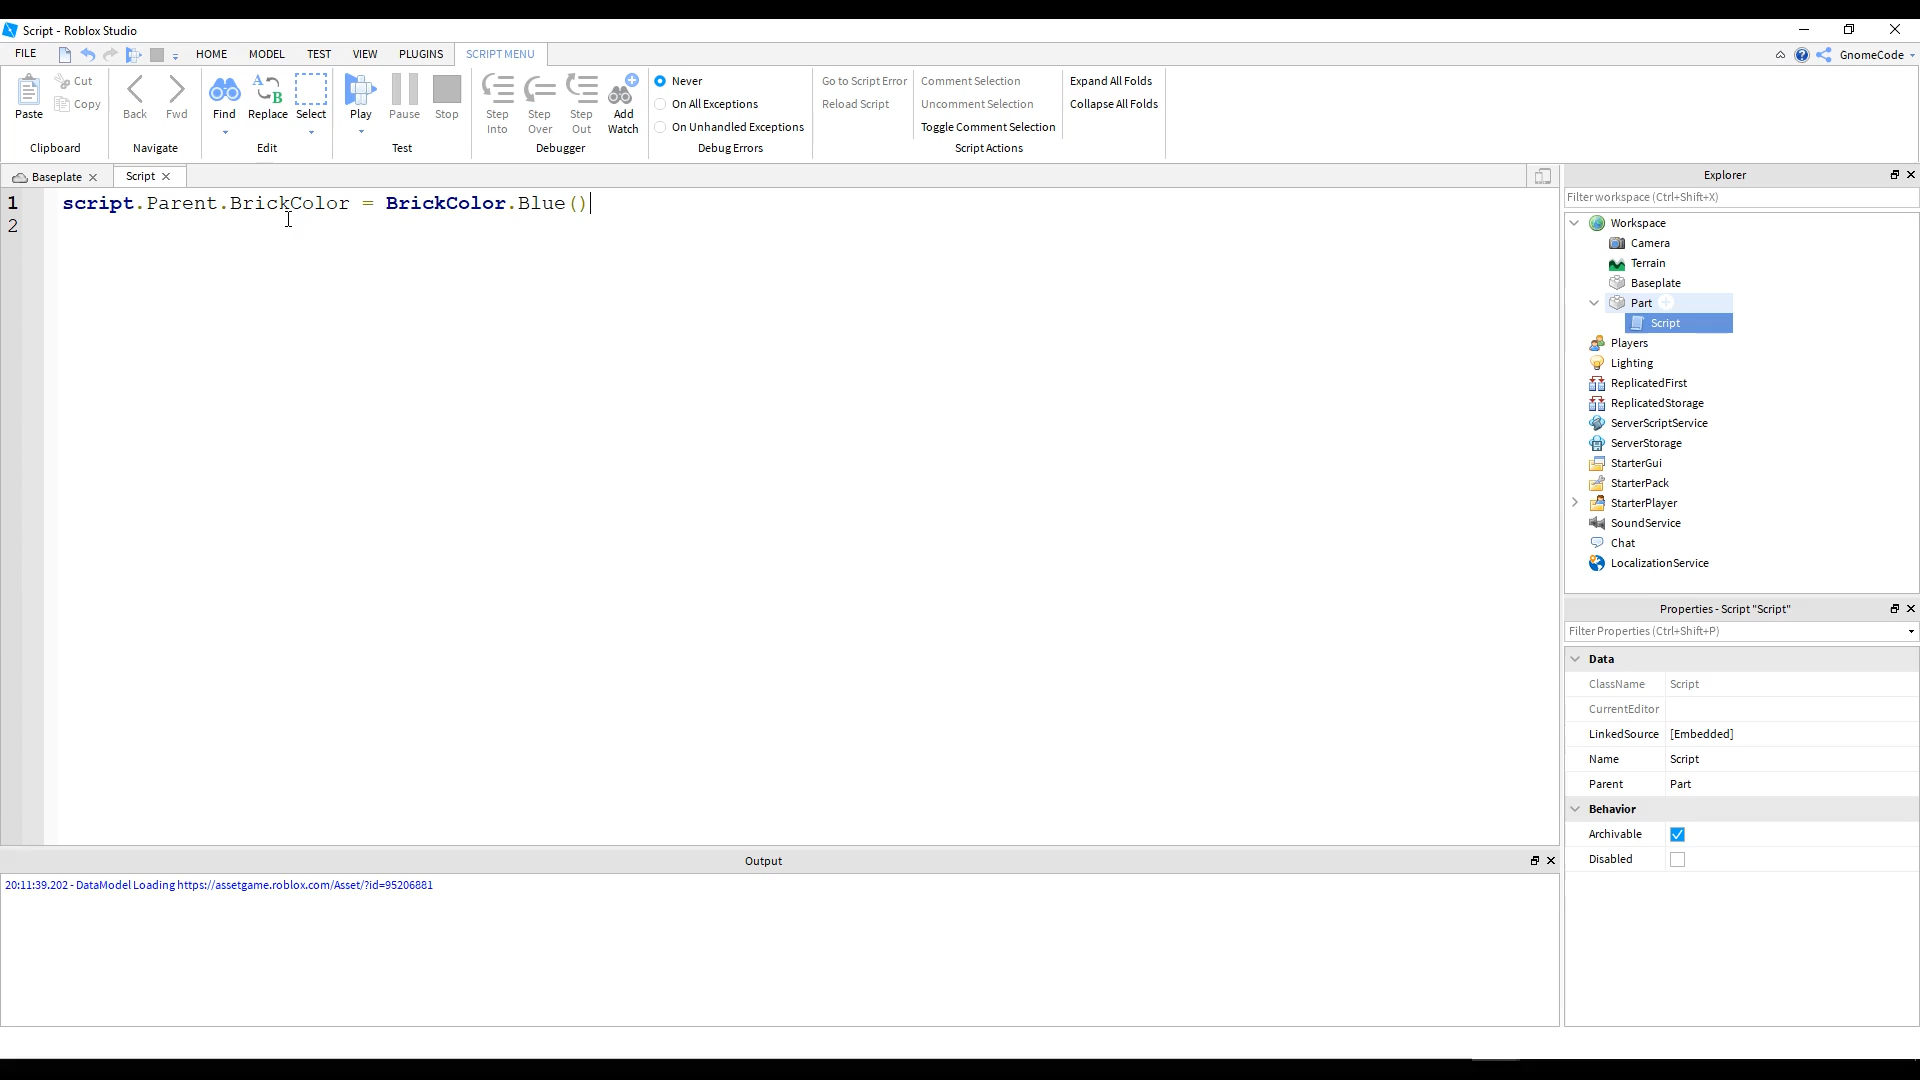 Script - Roblox Studio
FILE HOME MODEL TEST VIEW PLUGINS SCRIPT MENU GnomeCode
Paste Cut Copy Back Fwd Find Replace Select Play Pause Stop Step Into Step Over Step Out Add Watch
Never
On All Exceptions
On Unhandled Exceptions
Go to Script Error
Reload Script
Comment Selection
Uncomment Selection
Toggle Comment Selection
Expand All Folds
Collapse All Folds
Clipboard Navigate Edit Test Debugger Debug Errors Script Actions
Baseplate Script
1 script.Parent.BrickColor = BrickColor.Blue()
2
Explorer
Filter workspace (Ctrl+Shift+X)
Workspace
Camera
Terrain
Baseplate
Part
Script
Players
Lighting
ReplicatedFirst
ReplicatedStorage
ServerScriptService
ServerStorage
StarterGui
StarterPack
StarterPlayer
SoundService
Chat
LocalizationService
Properties - Script "Script"
Filter Properties (Ctrl+Shift+P)
Data
ClassName Script
CurrentEditor
LinkedSource [Embedded]
Name Script
Parent Part
Behavior
Archivable
Disabled
Output
20:11:39.202 - DataModel Loading https://assetgame.roblox.com/Asset/?id=95206881